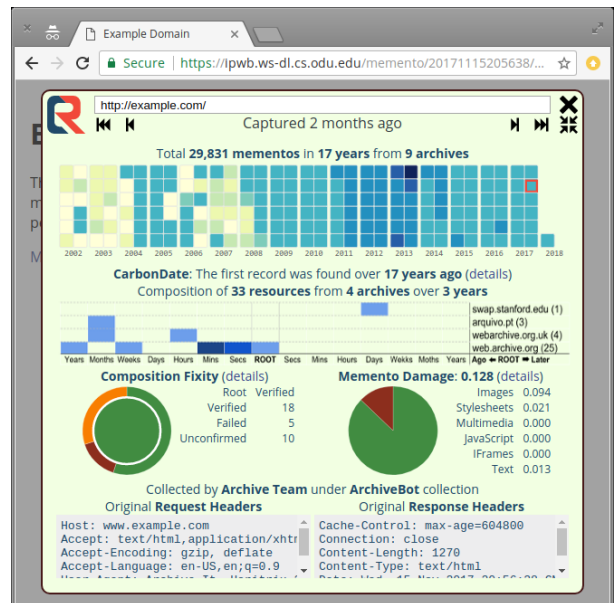 Example Domain
Secure https://ipwb.ws-dl.cs.odu.edu/memento/20171115205638/...
http://example.com/
Captured 2 months ago
Total 29,831 mementos in 17 years from 9 archives
2002 2003 2004 2005 2006 2007 2008 2009 2010 2011 2012 2013 2014 2015 2016 2017 2018
CarbonDate: The first record was found over 17 years ago (details)
Composition of 33 resources from 4 archives over 3 years
swap.stanford.edu (1)
arquivo.pt (3)
webarchive.org.uk (4)
web.archive.org (25)
Years Months Weeks Days Hours Mins Secs ROOT Secs Mins Hours Days Wekks Moths Years Ago ⬅ ROOT ➡ Later
Composition Fixity (details)
Root Verified
Verified 18
Failed 5
Unconfirmed 10
Memento Damage: 0.128 (details)
Images 0.094
Stylesheets 0.021
Multimedia 0.000
JavaScript 0.000
IFrames 0.000
Text 0.013
Collected by Archive Team under ArchiveBot collection
Original Request Headers
Host: www.example.com
Accept: text/html,application/xhtm
Accept-Encoding: gzip, deflate
Accept-Language: en-US,en;q=0.9
Original Response Headers
Cache-Control: max-age=604800
Connection: close
Content-Length: 1270
Content-Type: text/html